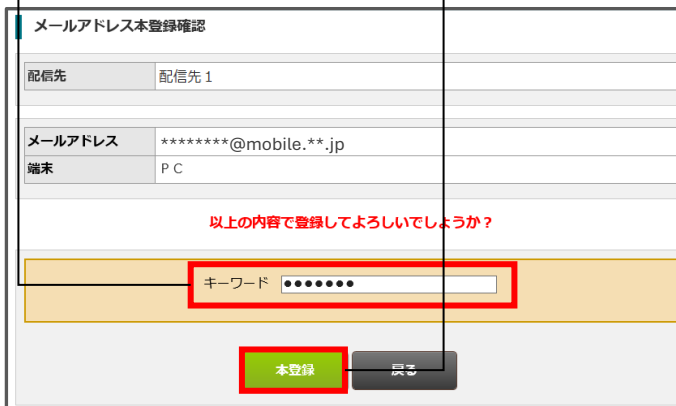 メールアドレス本登録確認
配信先 配信先１
メールアドレス ********@mobile.**.jp
端末 ＰＣ
以上の内容で登録してよろしいでしょうか？
キーワード ●●●●●●●
本登録 戻る